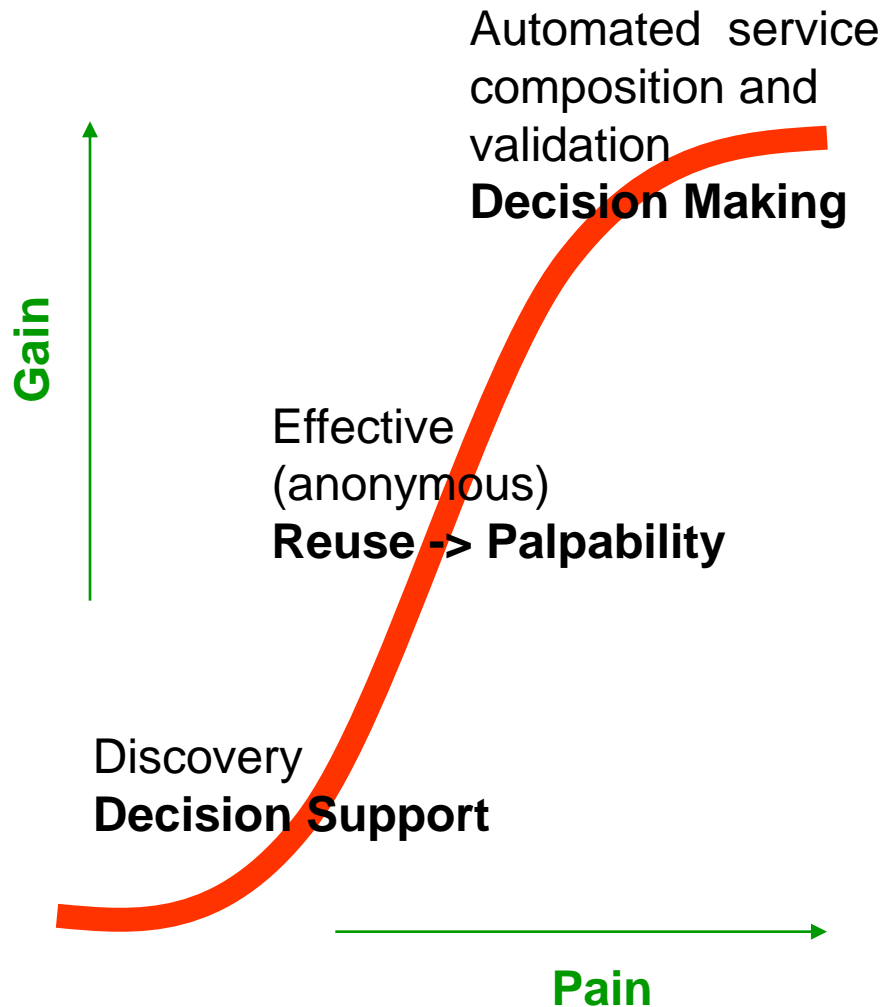 Automated service
composition and
validation
Decision Making
Gain
Effective
(anonymous)
Reuse -> Palpability
Discovery
Decision Support
Pain